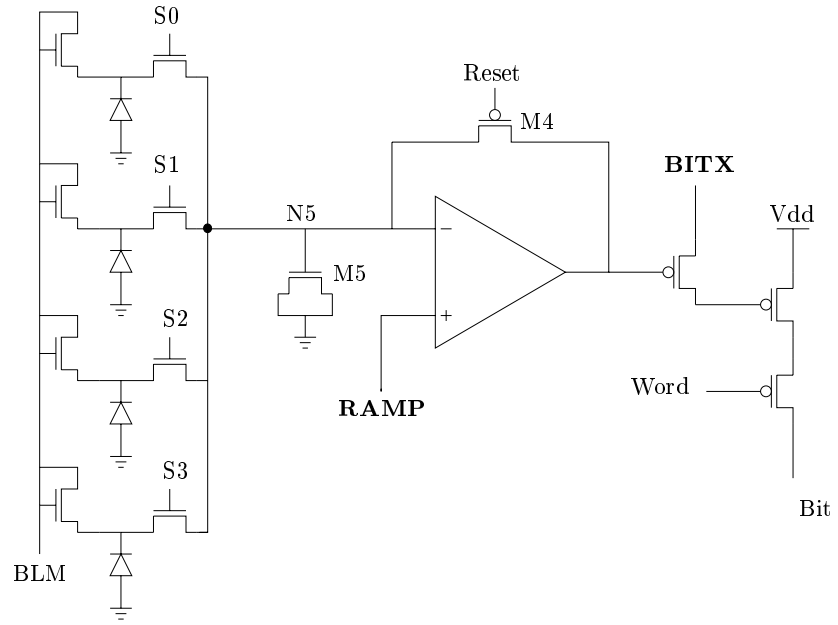 S0
Reset
M4
S1
BITX
N5
Vdd
M5
−
+
S2
RAMP
Word
S3
Bit
BLM